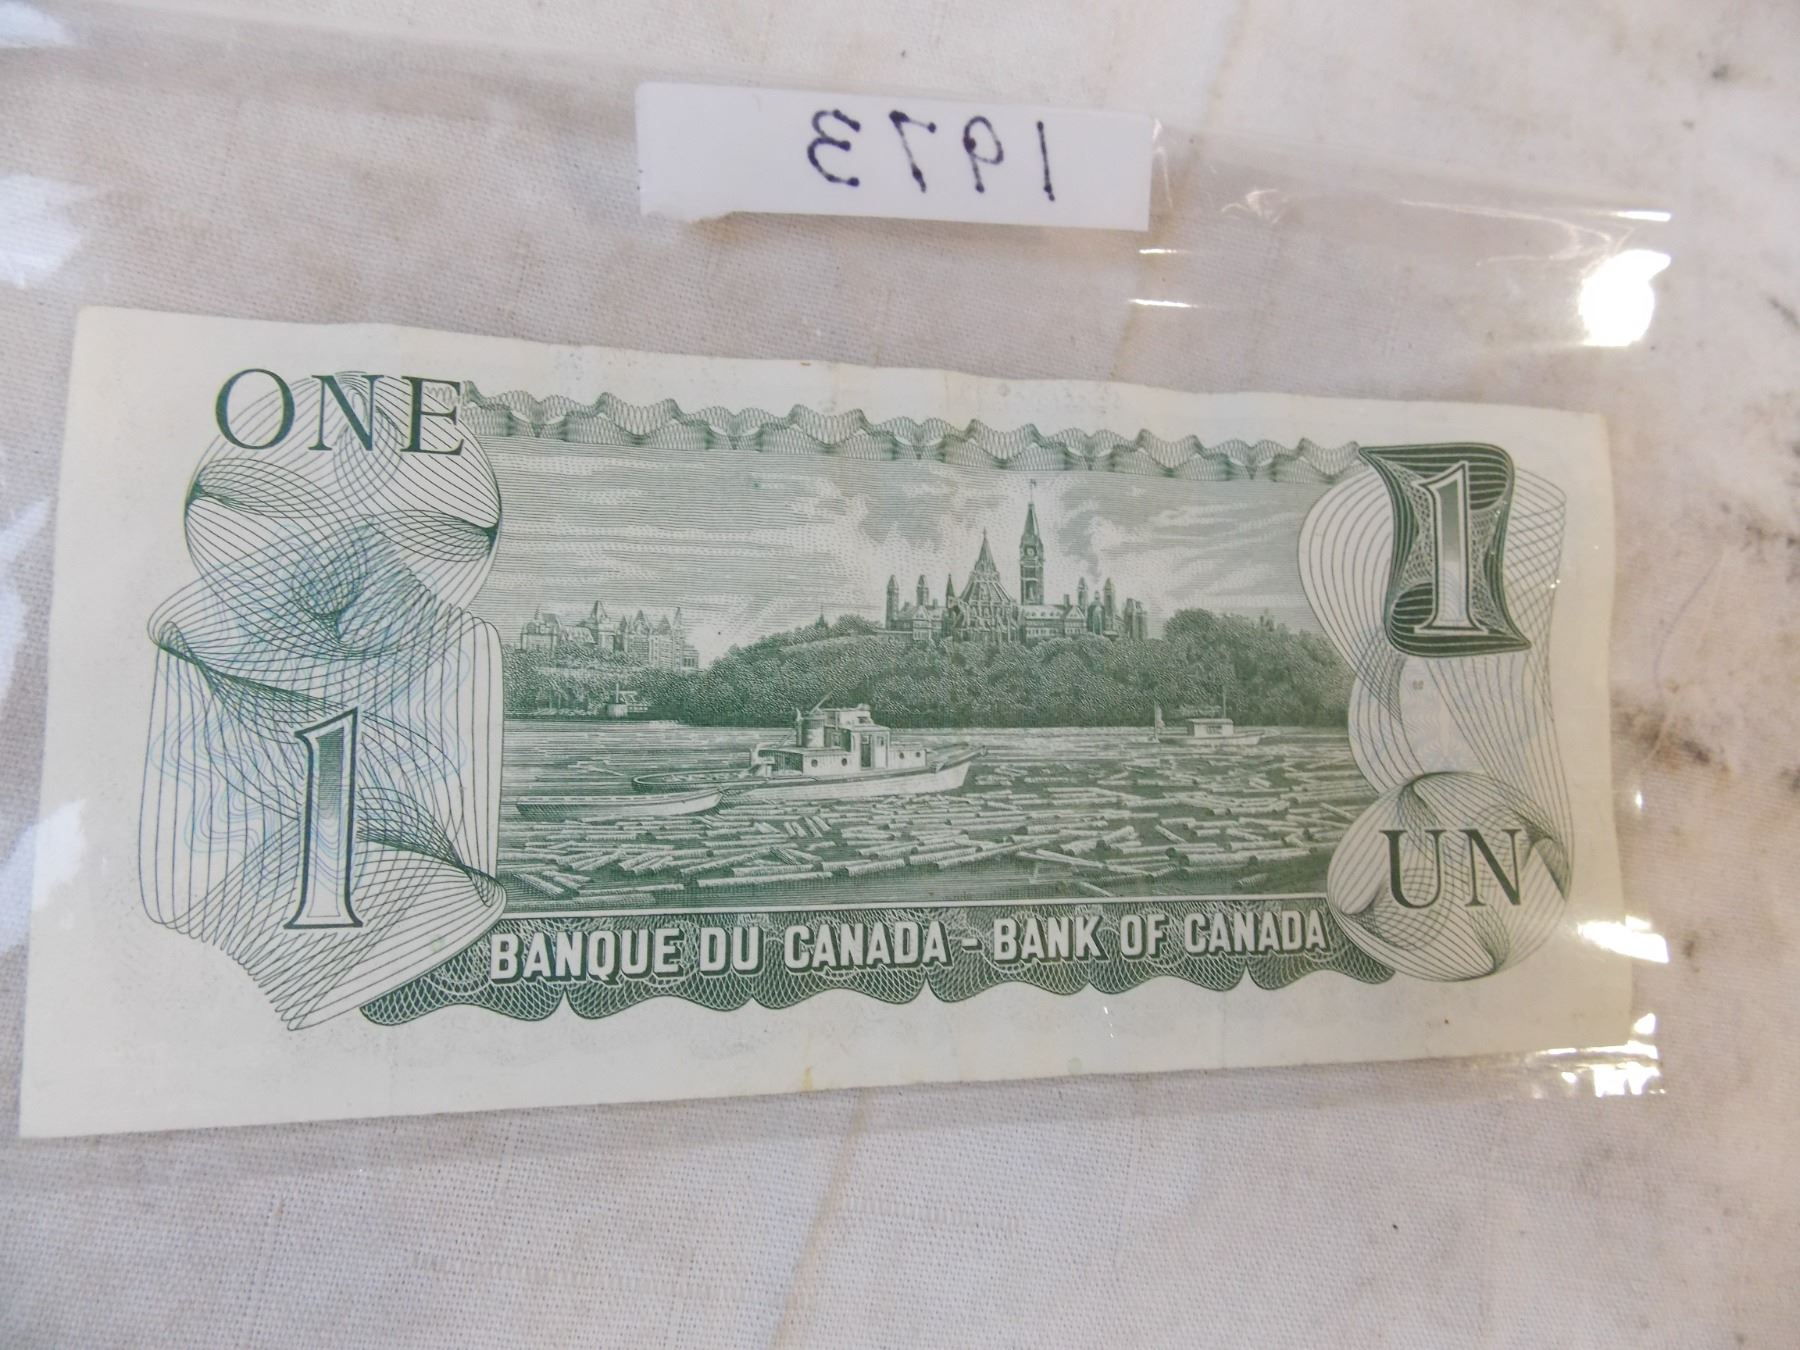 1973
ONE
1
1
UN
BANQUE DU CANADA - BANK OF CANADA